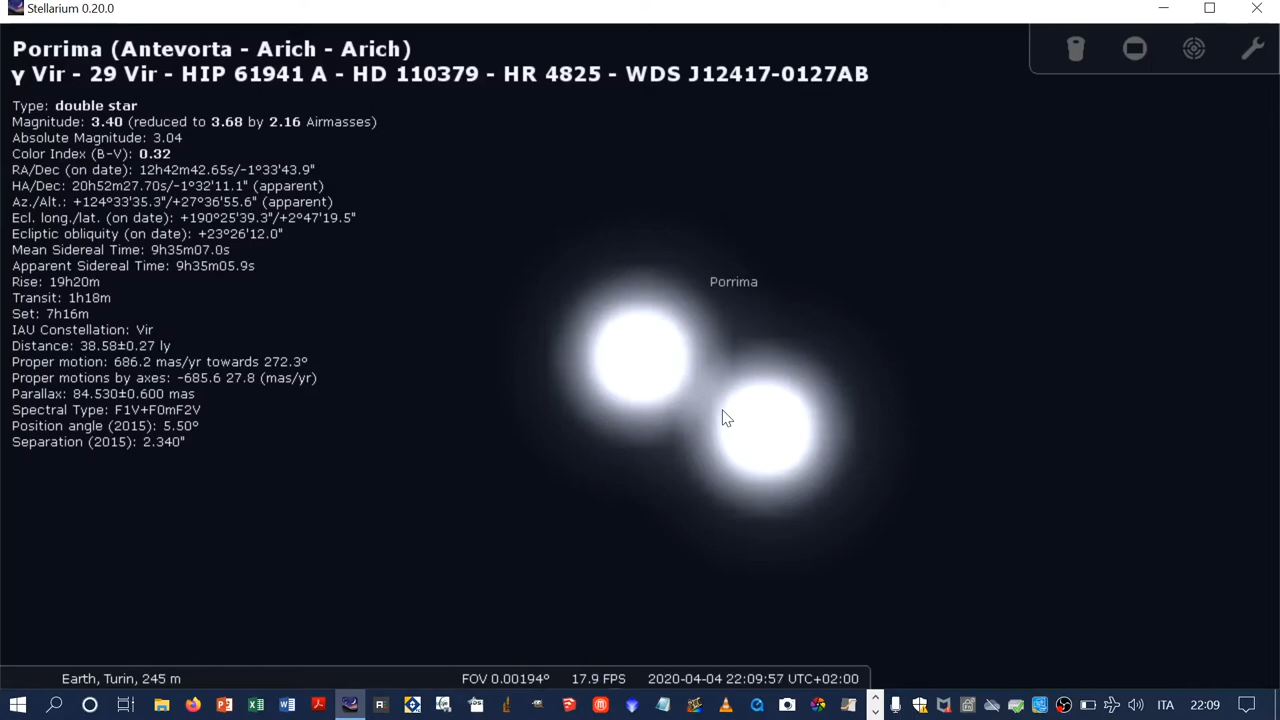 Stellarium 0.20.0
Porrima (Antevorta - Arich - Arich)
γ Vir - 29 Vir - HIP 61941 A - HD 110379 - HR 4825 - WDS J12417-0127AB
Type: double star
Magnitude: 3.40 (reduced to 3.68 by 2.16 Airmasses)
Absolute Magnitude: 3.04
Color Index (B-V): 0.32
RA/Dec (on date): 12h42m42.65s/-1°33'43.9"
HA/Dec: 20h52m27.70s/-1°32'11.1" (apparent)
Az./Alt.: +124°33'35.3"/+27°36'55.6" (apparent)
Ecl. long./lat. (on date): +190°25'39.3"/+2°47'19.5"
Ecliptic obliquity (on date): +23°26'12.0"
Mean Sidereal Time: 9h35m07.0s
Apparent Sidereal Time: 9h35m05.9s
Rise: 19h20m
Transit: 1h18m
Set: 7h16m
IAU Constellation: Vir
Distance: 38.58±0.27 ly
Proper motion: 686.2 mas/yr towards 272.3°
Proper motions by axes: -685.6 27.8 (mas/yr)
Parallax: 84.530±0.600 mas
Spectral Type: F1V+F0mF2V
Position angle (2015): 5.50°
Separation (2015): 2.340"
Porrima
Earth, Turin, 245 m FOV 0.00194° 17.9 FPS 2020-04-04 22:09:57 UTC+02:00
ITA 22:09